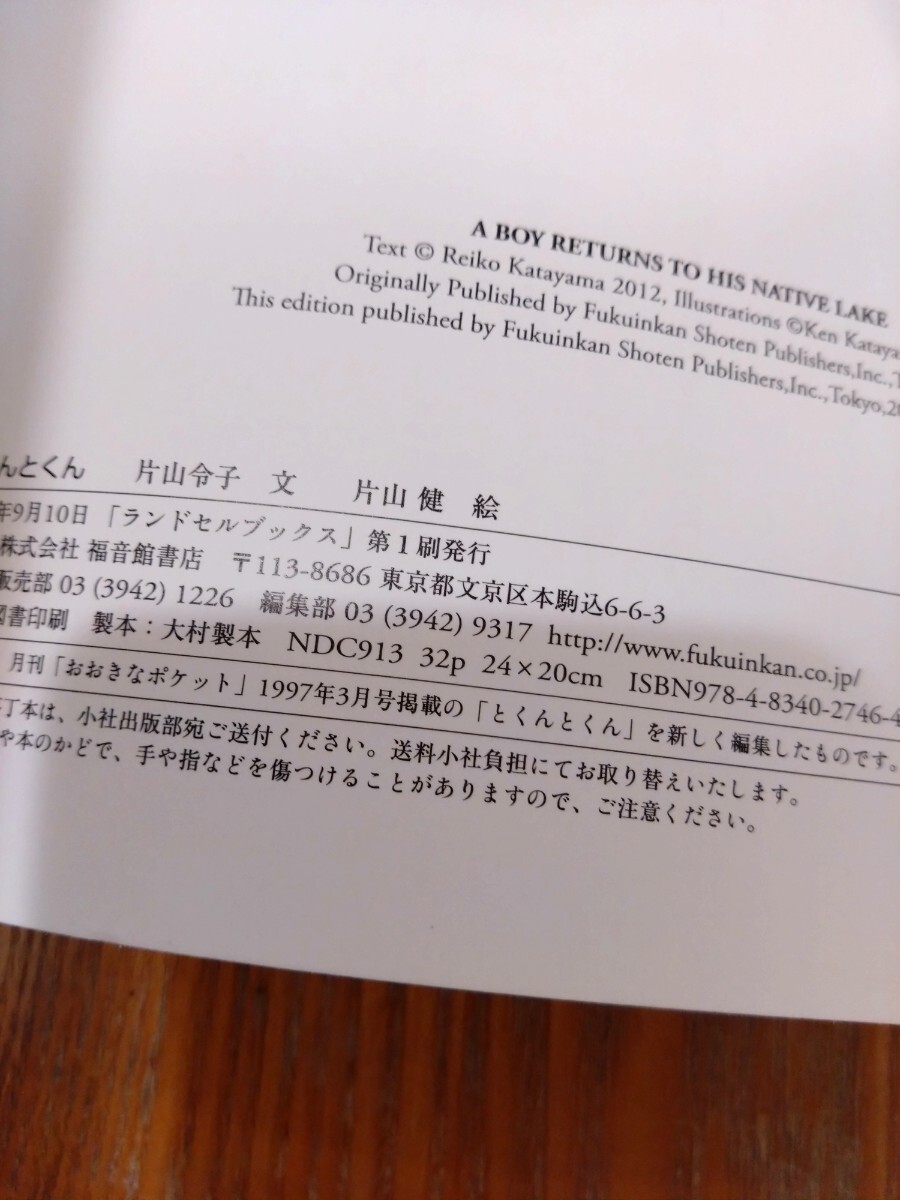 A BOY RETURNS TO HIS NATIVE LAKE
Text © Reiko Katayama 2012, Illustrations ©Ken Kataya
Originally Published by Fukuinkan Shoten Publishers,Inc.,T
This edition published by Fukuinkan Shoten Publishers,Inc.,Tokyo,20
んとくん 片山令子 文 片山 健 絵
年9月10日 「ランドセルブックス」第1刷発行
株式会社 福音館書店 〒113-8686 東京都文京区本駒込6-6-3
販売部 03 (3942) 1226 編集部 03 (3942) 9317 http://www.fukuinkan.co.jp/
図書印刷 製本:大村製本 NDC913 32p 24×20cm ISBN978-4-8340-2746-4
月刊「おおきなポケット」1997年3月号掲載の「とくんとくん」を新しく編集したものです。
丁本は、小社出版部宛ご送付ください。送料小社負担にてお取り替えいたします。
や本のかどで、手や指などを傷つけることがありますので、ご注意ください。